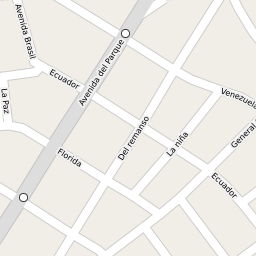 Avenida Brasil
Avenida del Parque
Ecuador
Venezuela
La Paz
Del remanso
La niña
General
Florida
Ecuador